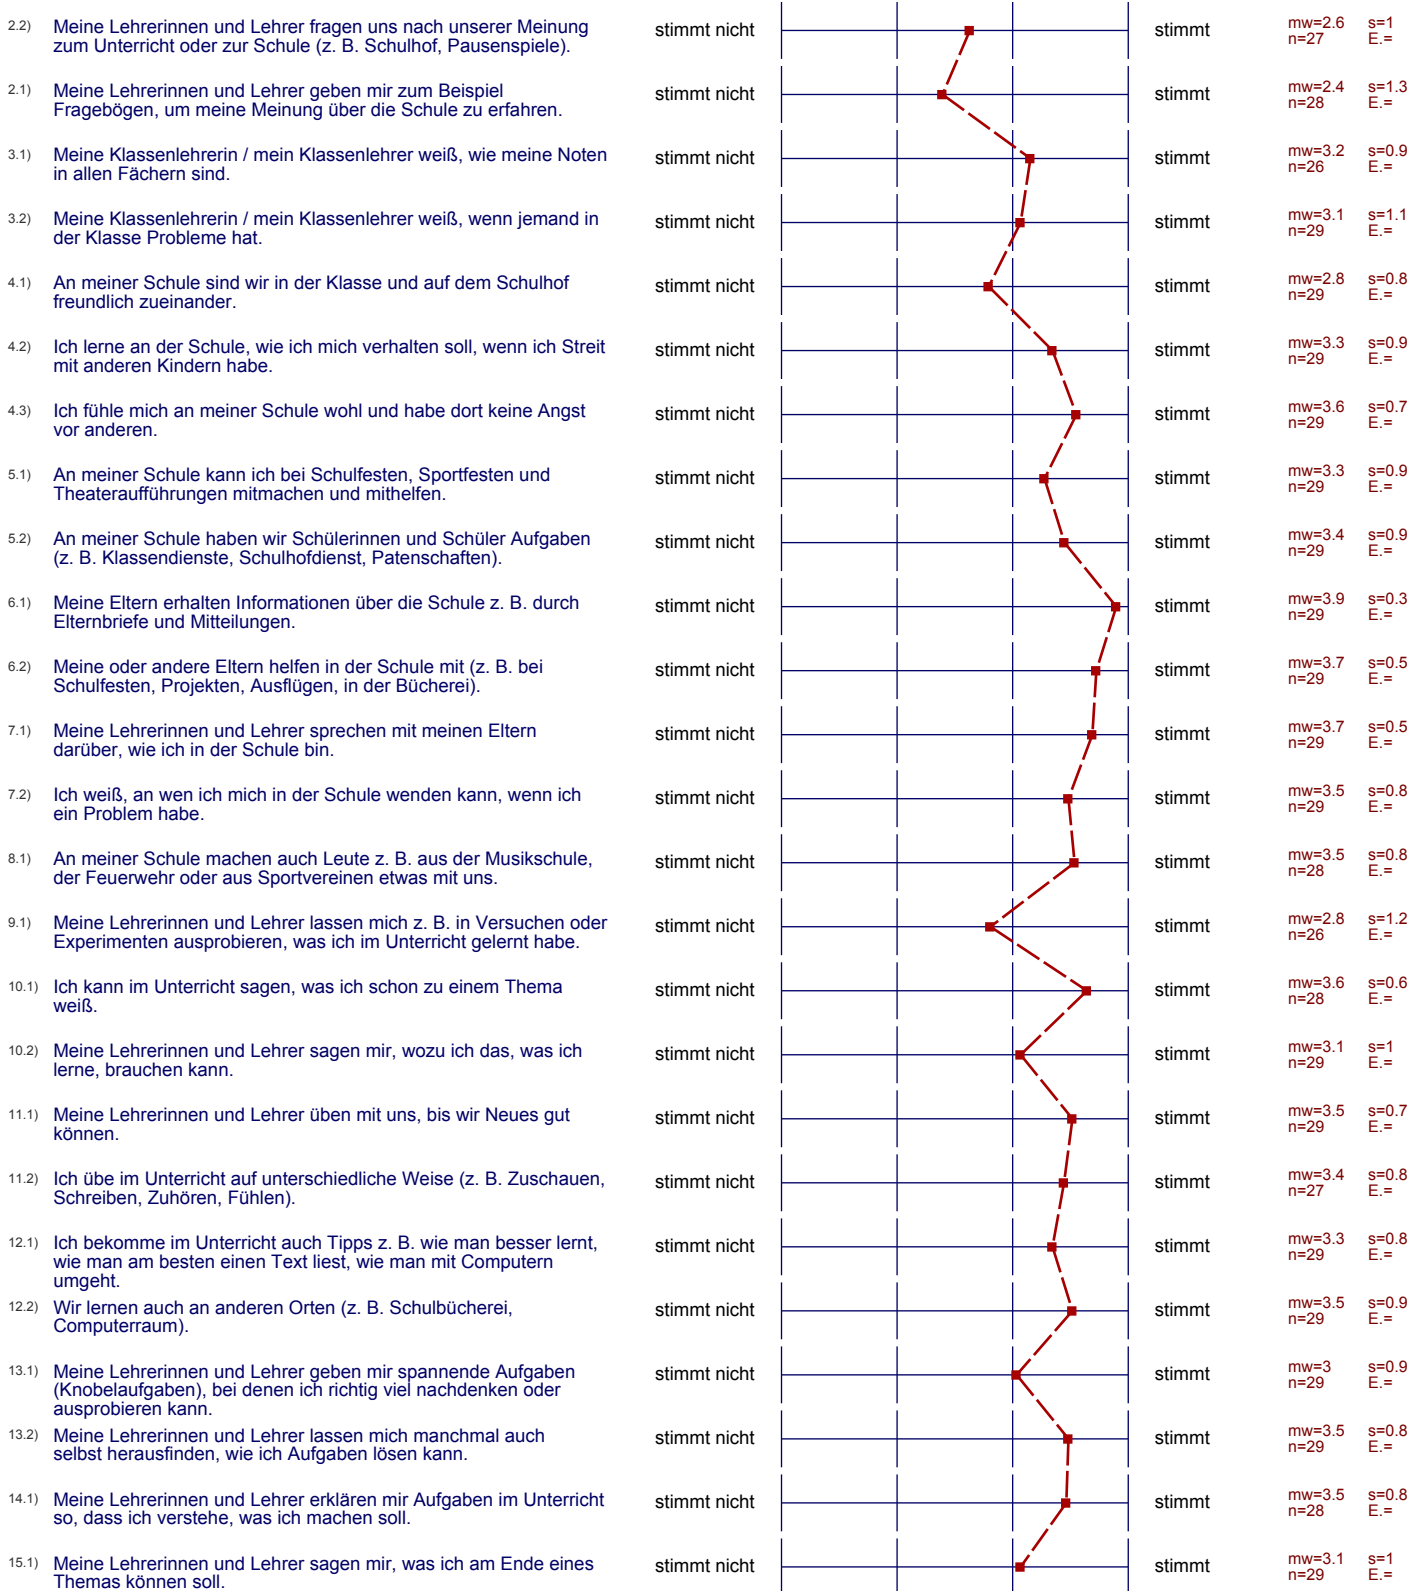 2.2) Meine Lehrerinnen und Lehrer fragen uns nach unserer Meinung
zum Unterricht oder zur Schule (z. B. Schulhof, Pausenspiele).
stimmt nicht stimmt mw=2.6 s=1
n=27 E.=
2.1) Meine Lehrerinnen und Lehrer geben mir zum Beispiel
Fragebögen, um meine Meinung über die Schule zu erfahren.
stimmt nicht stimmt mw=2.4 s=1.3
n=28 E.=
3.1) Meine Klassenlehrerin / mein Klassenlehrer weiß, wie meine Noten
in allen Fächern sind.
stimmt nicht stimmt mw=3.2 s=0.9
n=26 E.=
3.2) Meine Klassenlehrerin / mein Klassenlehrer weiß, wenn jemand in
der Klasse Probleme hat.
stimmt nicht stimmt mw=3.1 s=1.1
n=29 E.=
4.1) An meiner Schule sind wir in der Klasse und auf dem Schulhof
freundlich zueinander.
stimmt nicht stimmt mw=2.8 s=0.8
n=29 E.=
4.2) Ich lerne an der Schule, wie ich mich verhalten soll, wenn ich Streit
mit anderen Kindern habe.
stimmt nicht stimmt mw=3.3 s=0.9
n=29 E.=
4.3) Ich fühle mich an meiner Schule wohl und habe dort keine Angst
vor anderen.
stimmt nicht stimmt mw=3.6 s=0.7
n=29 E.=
5.1) An meiner Schule kann ich bei Schulfesten, Sportfesten und
Theateraufführungen mitmachen und mithelfen.
stimmt nicht stimmt mw=3.3 s=0.9
n=29 E.=
5.2) An meiner Schule haben wir Schülerinnen und Schüler Aufgaben
(z. B. Klassendienste, Schulhofdienst, Patenschaften).
stimmt nicht stimmt mw=3.4 s=0.9
n=29 E.=
6.1) Meine Eltern erhalten Informationen über die Schule z. B. durch
Elternbriefe und Mitteilungen.
stimmt nicht stimmt mw=3.9 s=0.3
n=29 E.=
6.2) Meine oder andere Eltern helfen in der Schule mit (z. B. bei
Schulfesten, Projekten, Ausflügen, in der Bücherei).
stimmt nicht stimmt mw=3.7 s=0.5
n=29 E.=
7.1) Meine Lehrerinnen und Lehrer sprechen mit meinen Eltern
darüber, wie ich in der Schule bin.
stimmt nicht stimmt mw=3.7 s=0.5
n=29 E.=
7.2) Ich weiß, an wen ich mich in der Schule wenden kann, wenn ich
ein Problem habe.
stimmt nicht stimmt mw=3.5 s=0.8
n=29 E.=
8.1) An meiner Schule machen auch Leute z. B. aus der Musikschule,
der Feuerwehr oder aus Sportvereinen etwas mit uns.
stimmt nicht stimmt mw=3.5 s=0.8
n=28 E.=
9.1) Meine Lehrerinnen und Lehrer lassen mich z. B. in Versuchen oder
Experimenten ausprobieren, was ich im Unterricht gelernt habe.
stimmt nicht stimmt mw=2.8 s=1.2
n=26 E.=
10.1) Ich kann im Unterricht sagen, was ich schon zu einem Thema
weiß.
stimmt nicht stimmt mw=3.6 s=0.6
n=28 E.=
10.2) Meine Lehrerinnen und Lehrer sagen mir, wozu ich das, was ich
lerne, brauchen kann.
stimmt nicht stimmt mw=3.1 s=1
n=29 E.=
11.1) Meine Lehrerinnen und Lehrer üben mit uns, bis wir Neues gut
können.
stimmt nicht stimmt mw=3.5 s=0.7
n=29 E.=
11.2) Ich übe im Unterricht auf unterschiedliche Weise (z. B. Zuschauen,
Schreiben, Zuhören, Fühlen).
stimmt nicht stimmt mw=3.4 s=0.8
n=27 E.=
12.1) Ich bekomme im Unterricht auch Tipps z. B. wie man besser lernt,
wie man am besten einen Text liest, wie man mit Computern
umgeht.
stimmt nicht stimmt mw=3.3 s=0.8
n=29 E.=
12.2) Wir lernen auch an anderen Orten (z. B. Schulbücherei,
Computerraum).
stimmt nicht stimmt mw=3.5 s=0.9
n=29 E.=
13.1) Meine Lehrerinnen und Lehrer geben mir spannende Aufgaben
(Knobelaufgaben), bei denen ich richtig viel nachdenken oder
ausprobieren kann.
stimmt nicht stimmt mw=3 s=0.9
n=29 E.=
13.2) Meine Lehrerinnen und Lehrer lassen mich manchmal auch
selbst herausfinden, wie ich Aufgaben lösen kann.
stimmt nicht stimmt mw=3.5 s=0.8
n=29 E.=
14.1) Meine Lehrerinnen und Lehrer erklären mir Aufgaben im Unterricht
so, dass ich verstehe, was ich machen soll.
stimmt nicht stimmt mw=3.5 s=0.8
n=28 E.=
15.1) Meine Lehrerinnen und Lehrer sagen mir, was ich am Ende eines
Themas können soll.
stimmt nicht stimmt mw=3.1 s=1
n=29 E.=